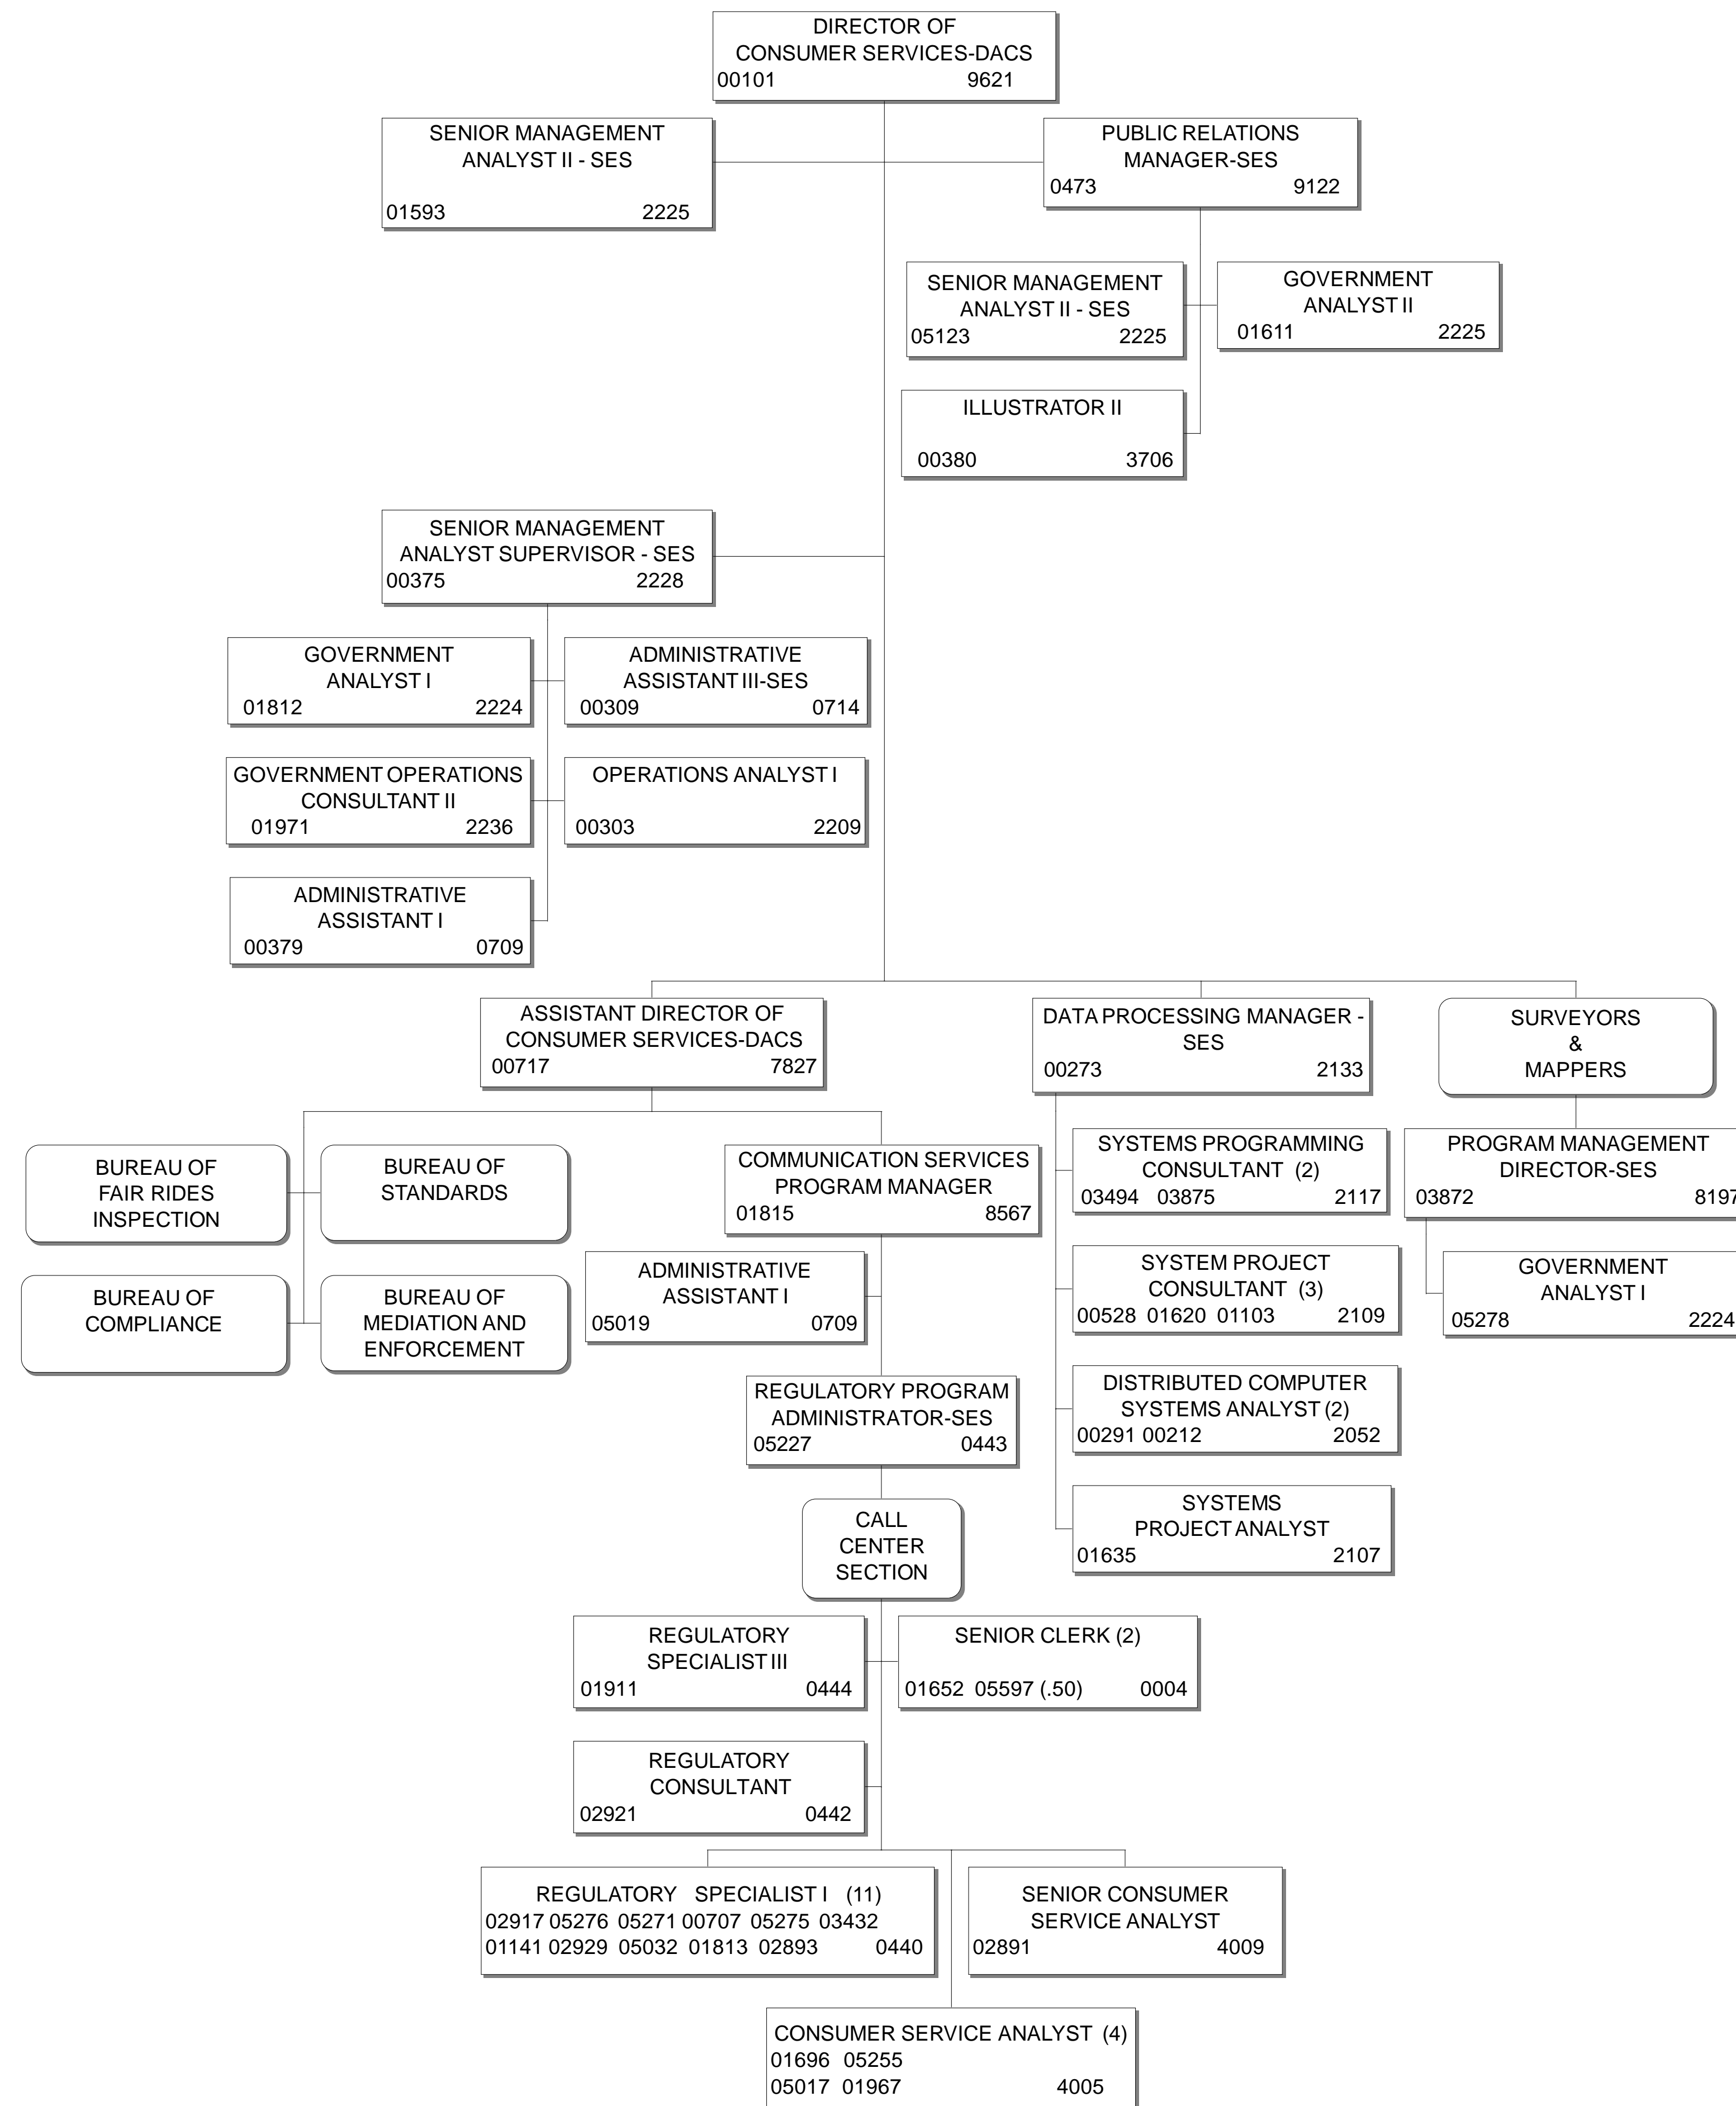 DIRECTOR OF
CONSUMER SERVICES-DACS
00101 9621
SENIOR MANAGEMENT
ANALYST II - SES
01593 2225
PUBLIC RELATIONS
MANAGER-SES
0473 9122
SENIOR MANAGEMENT
ANALYST II - SES
05123 2225
GOVERNMENT
ANALYST II
01611 2225
ILLUSTRATOR II
00380 3706
SENIOR MANAGEMENT
ANALYST SUPERVISOR - SES
00375 2228
GOVERNMENT
ANALYST I
01812 2224
ADMINISTRATIVE
ASSISTANT III-SES
00309 0714
GOVERNMENT OPERATIONS
CONSULTANT II
01971 2236
OPERATIONS ANALYST I
00303 2209
ADMINISTRATIVE
ASSISTANT I
00379 0709
ASSISTANT DIRECTOR OF
CONSUMER SERVICES-DACS
00717 7827
DATA PROCESSING MANAGER -
SES
00273 2133
SURVEYORS
&
MAPPERS
BUREAU OF
FAIR RIDES
INSPECTION
BUREAU OF
STANDARDS
BUREAU OF
COMPLIANCE
BUREAU OF
MEDIATION AND
ENFORCEMENT
COMMUNICATION SERVICES
PROGRAM MANAGER
01815 8567
ADMINISTRATIVE
ASSISTANT I
05019 0709
REGULATORY PROGRAM
ADMINISTRATOR-SES
05227 0443
CALL
CENTER
SECTION
SYSTEMS PROGRAMMING
CONSULTANT (2)
03494 03875 2117
SYSTEM PROJECT
CONSULTANT (3)
00528 01620 01103 2109
DISTRIBUTED COMPUTER
SYSTEMS ANALYST (2)
00291 00212 2052
SYSTEMS
PROJECT ANALYST
01635 2107
PROGRAM MANAGEMENT
DIRECTOR-SES
03872 8197
GOVERNMENT
ANALYST I
05278 2224
REGULATORY
SPECIALIST III
01911 0444
SENIOR CLERK (2)
01652 05597 (.50) 0004
REGULATORY
CONSULTANT
02921 0442
REGULATORY SPECIALIST I (11)
02917 05276 05271 00707 05275 03432
01141 02929 05032 01813 02893 0440
SENIOR CONSUMER
SERVICE ANALYST
02891 4009
CONSUMER SERVICE ANALYST (4)
01696 05255
05017 01967 4005